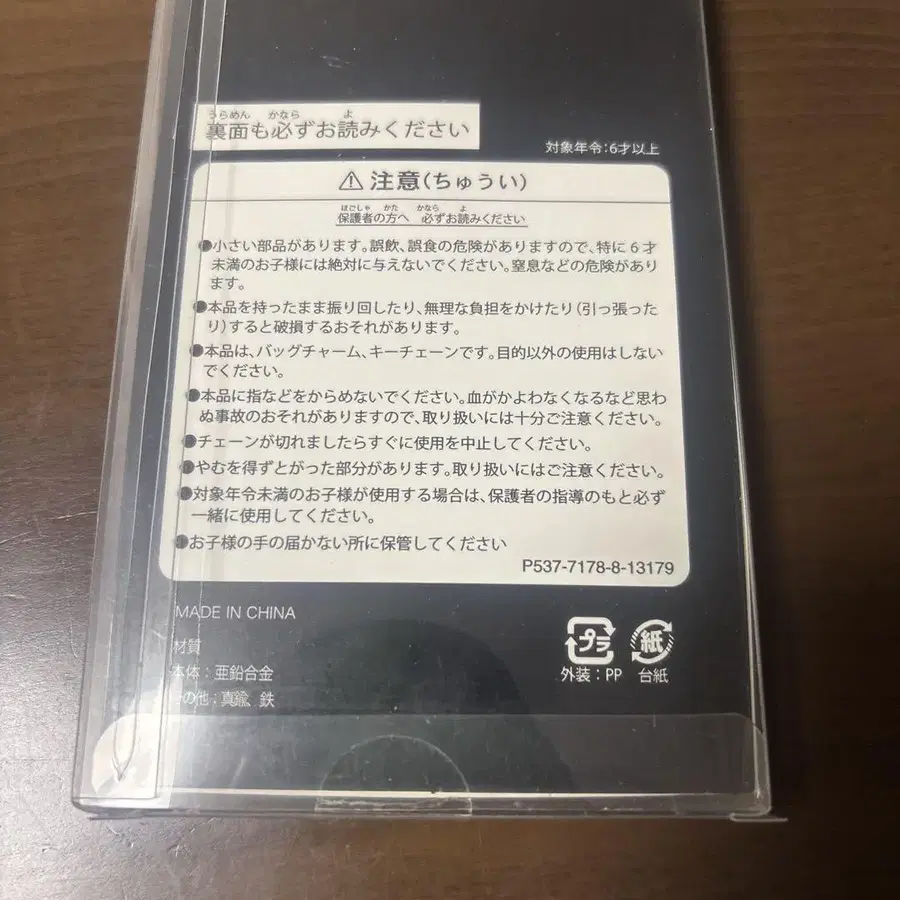 うらめん かなら よ
裏面も必ずお読みください
対象年令：6才以上
⚠ 注意(ちゅうい)
ほごしゃ かた かなら よ
保護者の方へ 必ずお読みください
●小さい部品があります。誤飲、誤食の危険がありますので、特に6才
未満のお子様には絶対に与えないでください。窒息などの危険があり
ます。
●本品を持ったまま振り回したり、無理な負担をかけたり(引っ張った
り)すると破損するおそれがあります。
●本品は、バッグチャーム、キーチェーンです。目的以外の使用はしない
でください。
●本品に指などをからめないでください。血がかよわなくなるなど思わ
ぬ事故のおそれがありますので、取り扱いには十分ご注意ください。
●チェーンが切れましたらすぐに使用を中止してください。
●やむを得ずとがった部分があります。取り扱いにはご注意ください。
●対象年令未満のお子様が使用する場合は、保護者の指導のもと必ず
一緒に使用してください。
●お子様の手の届かない所に保管してください
P537-7178-8-13179
MADE IN CHINA
材質
本体：亜鉛合金
その他：真鍮、鉄
プラ 紙
外装：PP 台紙